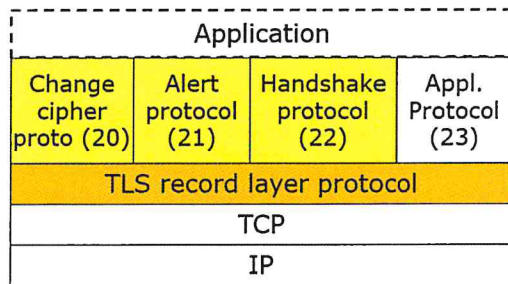 Application
Change
cipher
proto (20)
Alert
protocol
(21)
Handshake
protocol
(22)
Appl.
Protocol
(23)
TLS record layer protocol
TCP
IP